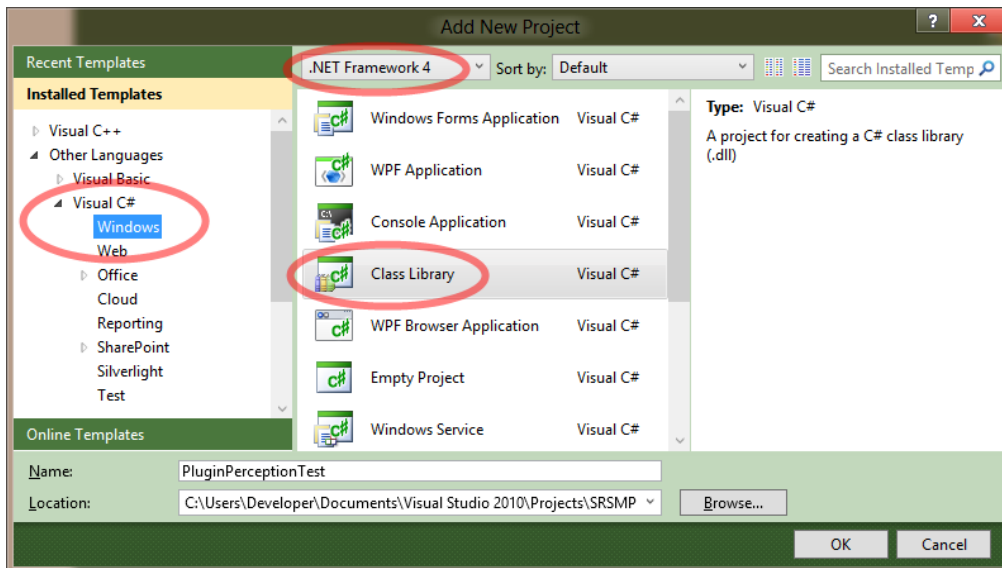 Add New Project
? x
Recent Templates
Installed Templates
Visual C++
Other Languages
Visual Basic
Visual C#
Windows
Web
Office
Cloud
Reporting
SharePoint
Silverlight
Test
Online Templates
.NET Framework 4 Sort by: Default Search Installed Temp
Windows Forms Application Visual C#
WPF Application Visual C#
Console Application Visual C#
Class Library Visual C#
WPF Browser Application Visual C#
Empty Project Visual C#
Windows Service Visual C#
Type: Visual C#
A project for creating a C# class library
(.dll)
Name: PluginPerceptionTest
Location: C:\Users\Developer\Documents\Visual Studio 2010\Projects\SRSMP Browse...
OK Cancel